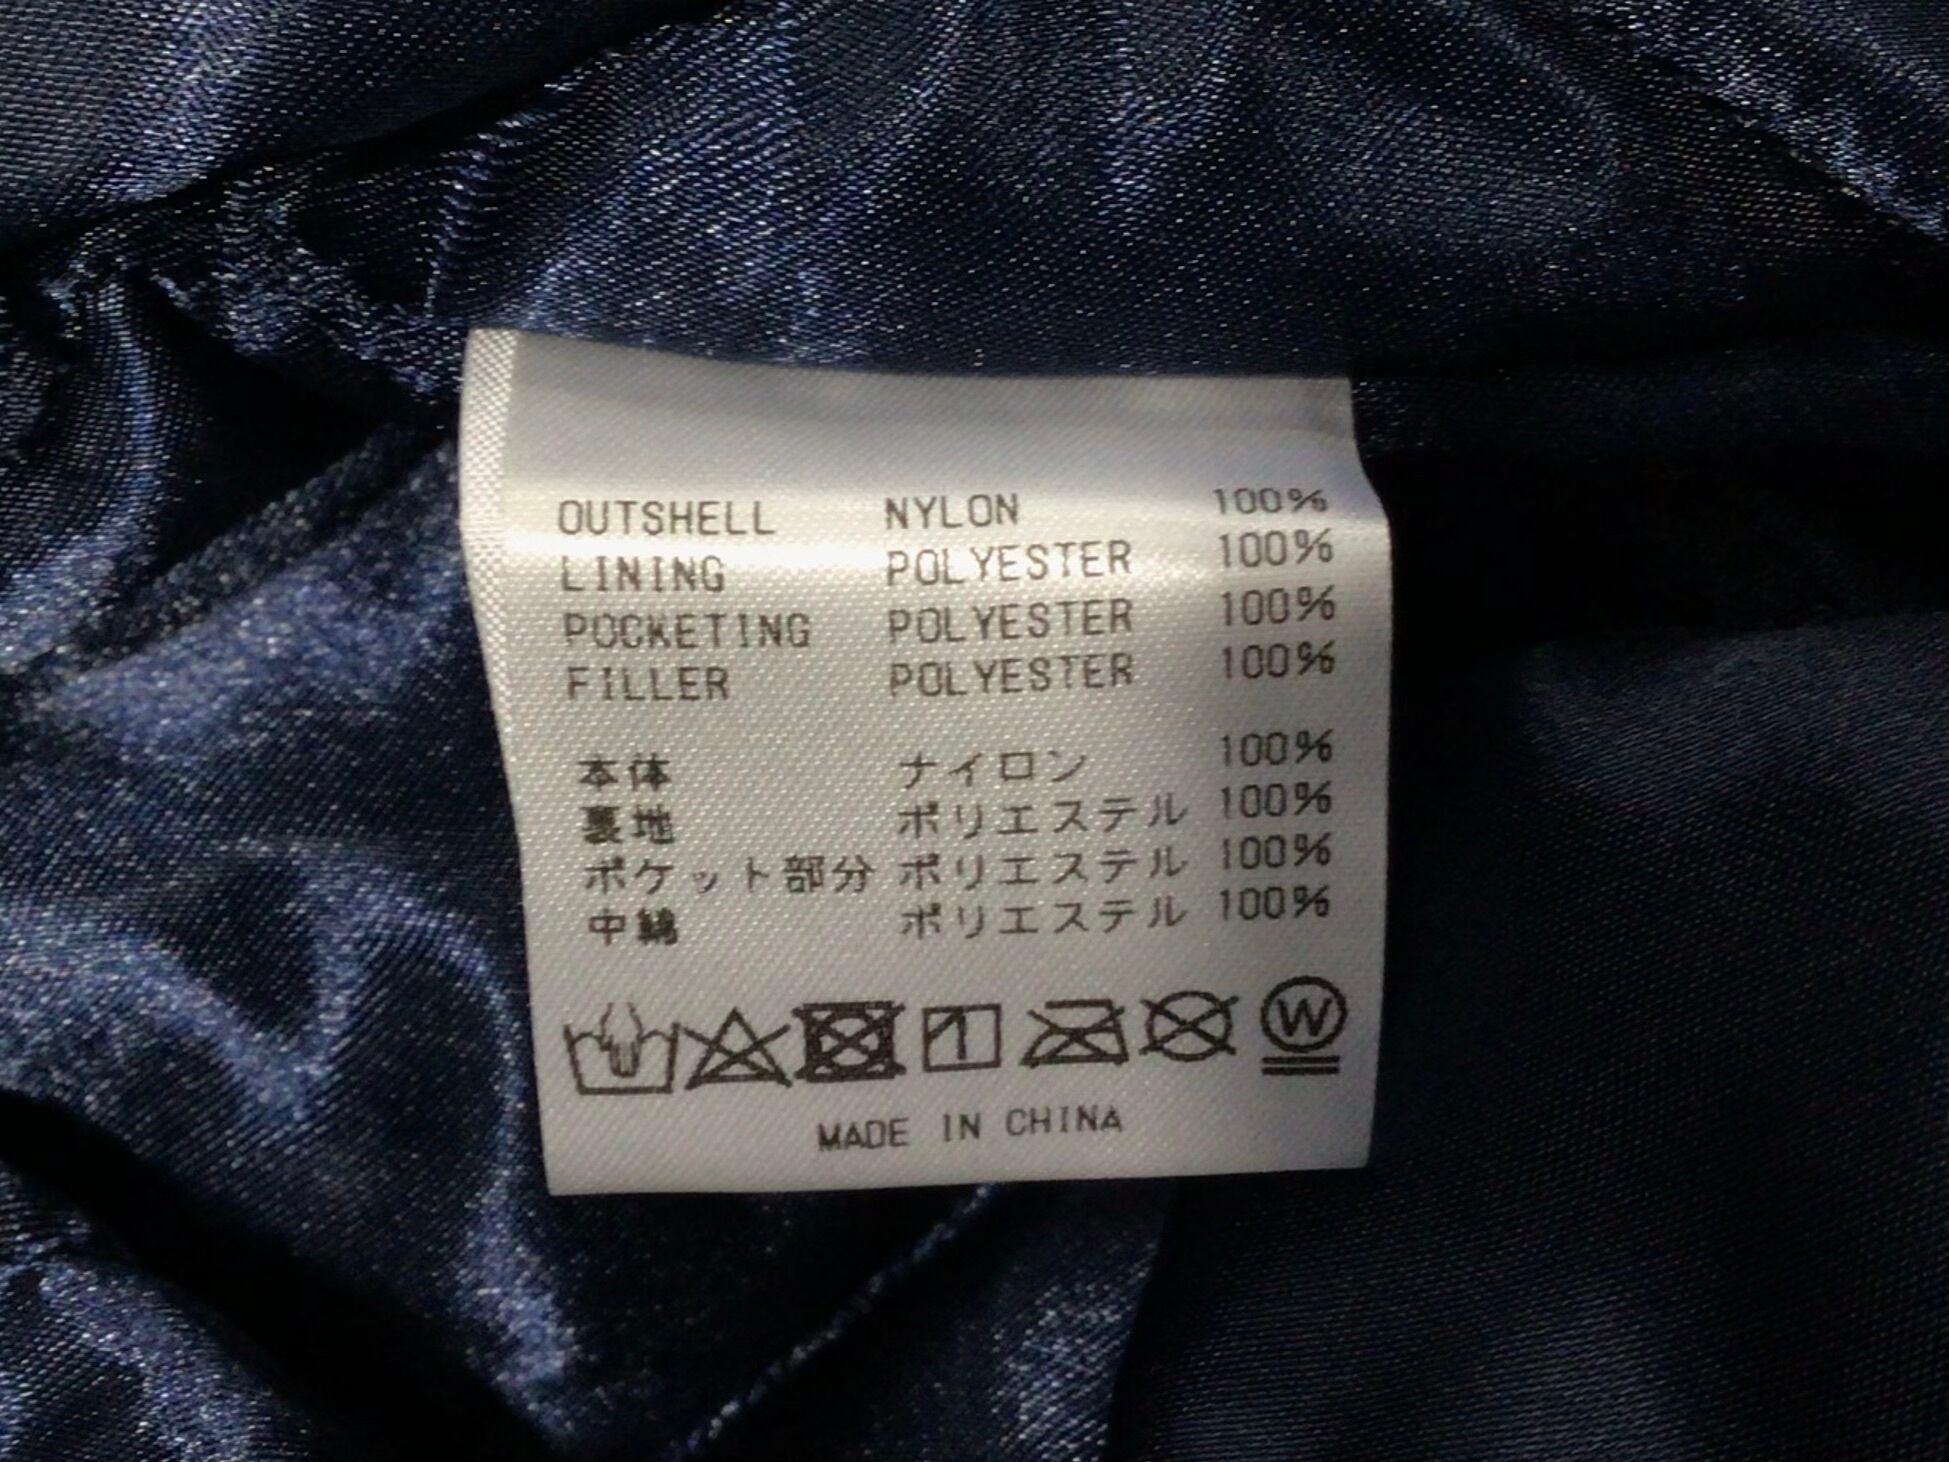 OUTSHELL NYLON 100%
LINING POLYESTER 100%
POCKETING POLYESTER 100%
FILLER POLYESTER 100%
本体 ナイロン 100%
裏地 ポリエステル 100%
ポケット部分 ポリエステル 100%
中綿 ポリエステル 100%
W
MADE IN CHINA